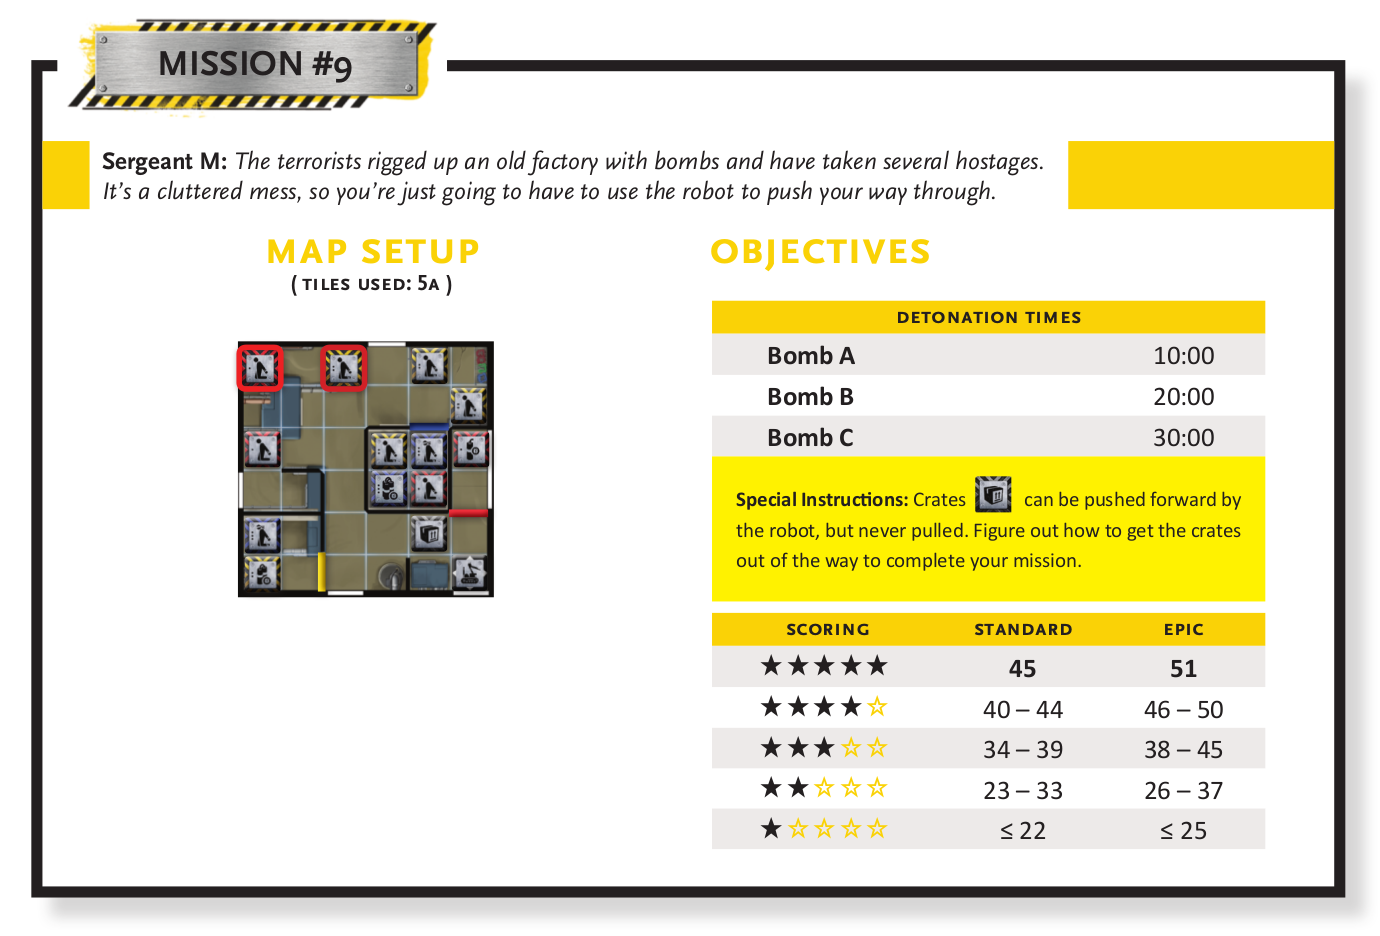 MISSION #9
Sergeant M: The terrorists rigged up an old factory with bombs and have taken several hostages.
It's a cluttered mess, so you're just going to have to use the robot to push your way through.
MAP SETUP
( TILES USED: 5A )
OBJECTIVES
DETONATION TIMES
Bomb A 10:00
Bomb B 20:00
Bomb C 30:00
Special Instructions: Crates can be pushed forward by
the robot, but never pulled. Figure out how to get the crates
out of the way to complete your mission.
SCORING STANDARD EPIC
★★★★★ 45 51
★★★★☆ 40 – 44 46 – 50
★★★☆☆ 34 – 39 38 – 45
★★☆☆☆ 23 – 33 26 – 37
★☆☆☆☆ ≤ 22 ≤ 25